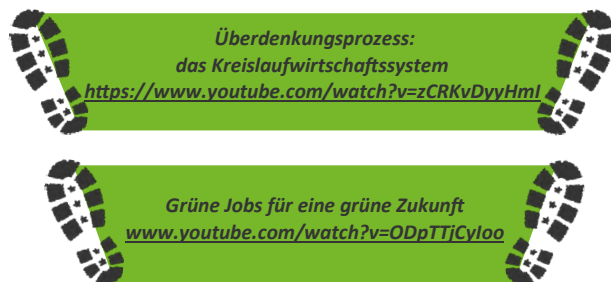 Überdenkungsprozess:
das Kreislaufwirtschaftssystem
https://www.youtube.com/watch?v=zCRKvDyyHmI
Grüne Jobs für eine grüne Zukunft
www.youtube.com/watch?v=ODpTTjCyIoo